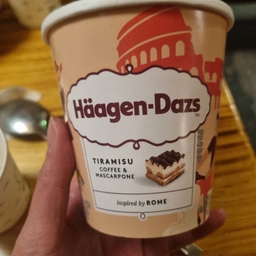 Häagen-Dazs
TIRAMISU
COFFEE &
MASCARPONE
inspired by ROME